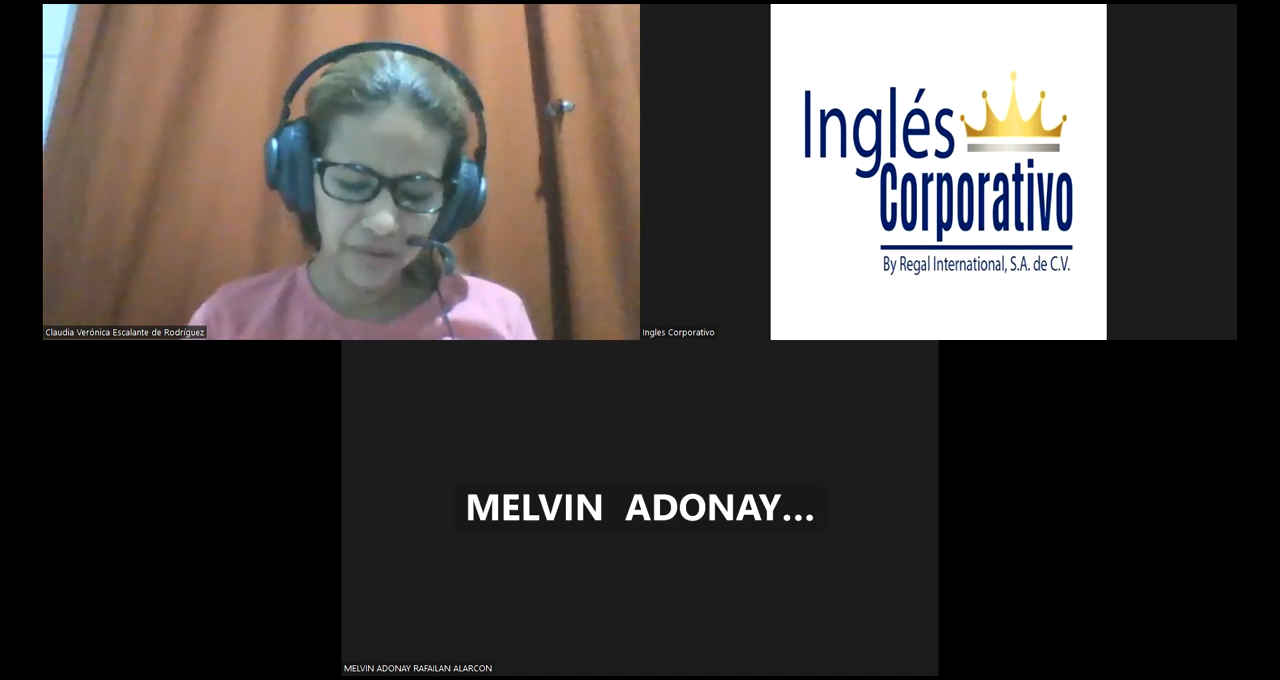 Inglés
Corporativo
By Regal International, S.A. de C.V.
Claudia Verónica Escalante de Rodríguez
Ingles Corporativo
MELVIN ADONAY...
MELVIN ADONAY RAFAILAN ALARCON